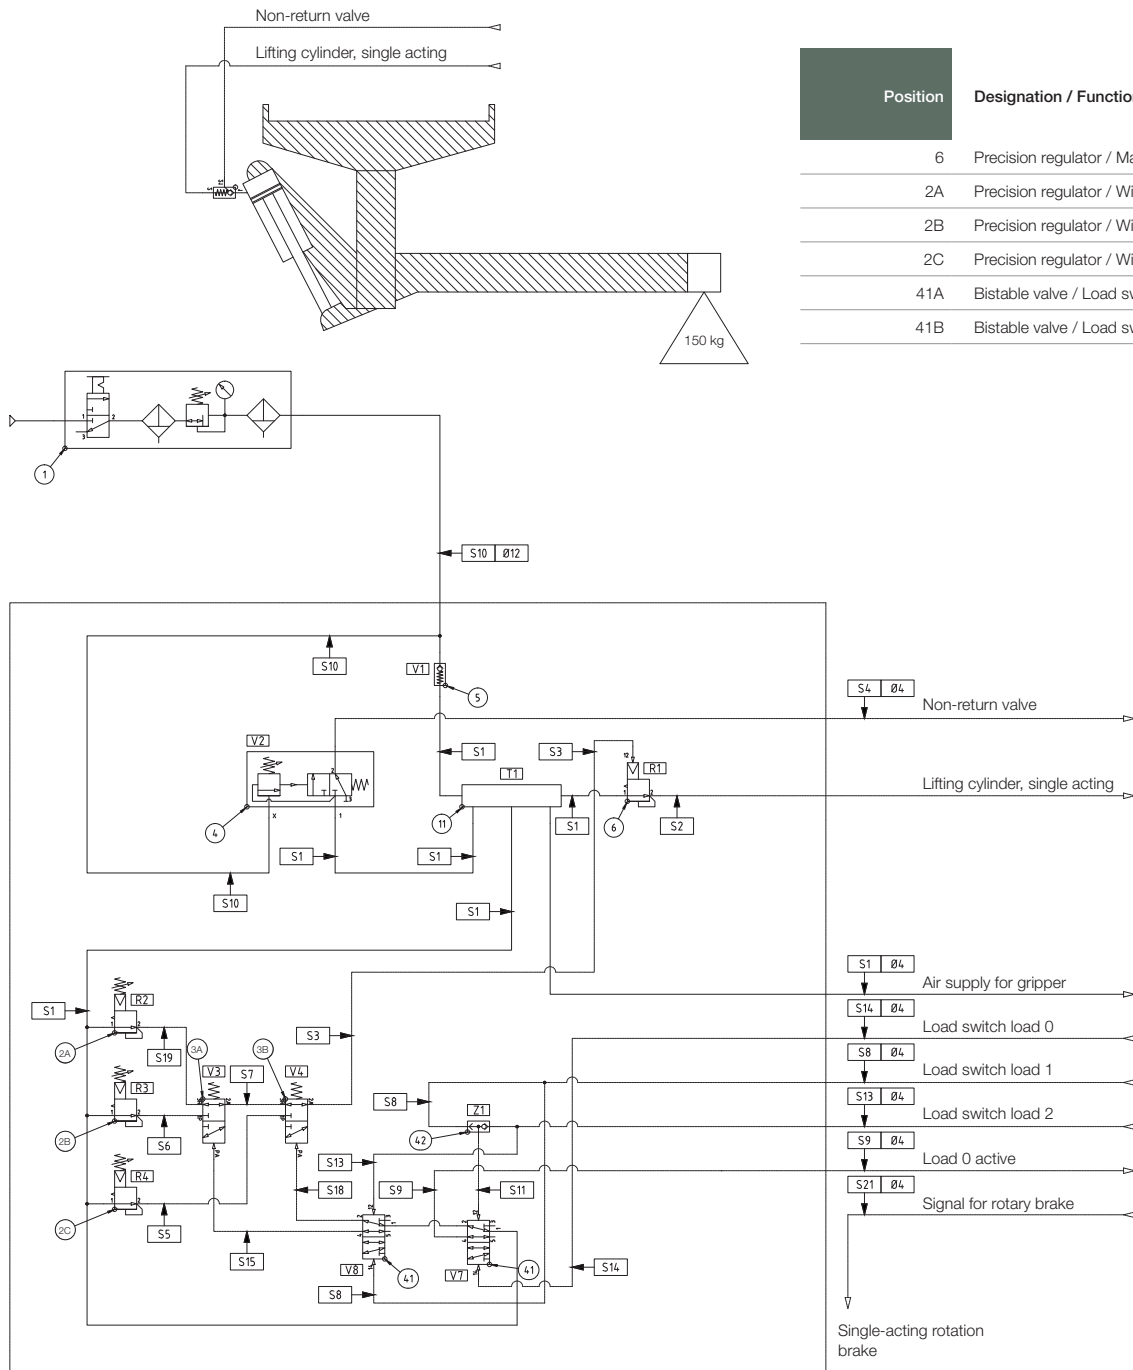 Non-return valve
Lifting cylinder, single acting
150 kg
Position Designation / Function
6 Precision regulator / Ma
2A Precision regulator / Wi
2B Precision regulator / Wi
2C Precision regulator / Wi
41A Bistable valve / Load sw
41B Bistable valve / Load sw
1
2
3
1
S10 Ø12
S10
V1
5
S4 Ø4
Non-return valve
V2
S1
S3
T1
R1
Lifting cylinder, single acting
4
11
S1
6
S2
X
1
S1
S1
S10
S1
S1 Ø4
Air supply for gripper
S14 Ø4
Load switch load 0
S8 Ø4
Load switch load 1
S13 Ø4
Load switch load 2
S9 Ø4
Load 0 active
S21 Ø4
Signal for rotary brake
S1
R2
2A
S19
3A
V3
S7
3B
V4
S3
R3
2B
S6
S8
Z1
42
R4
2C
S5
S13
S18
S9
S11
S15
V8
41
V7
41
S14
S8
Single-acting rotation
brake